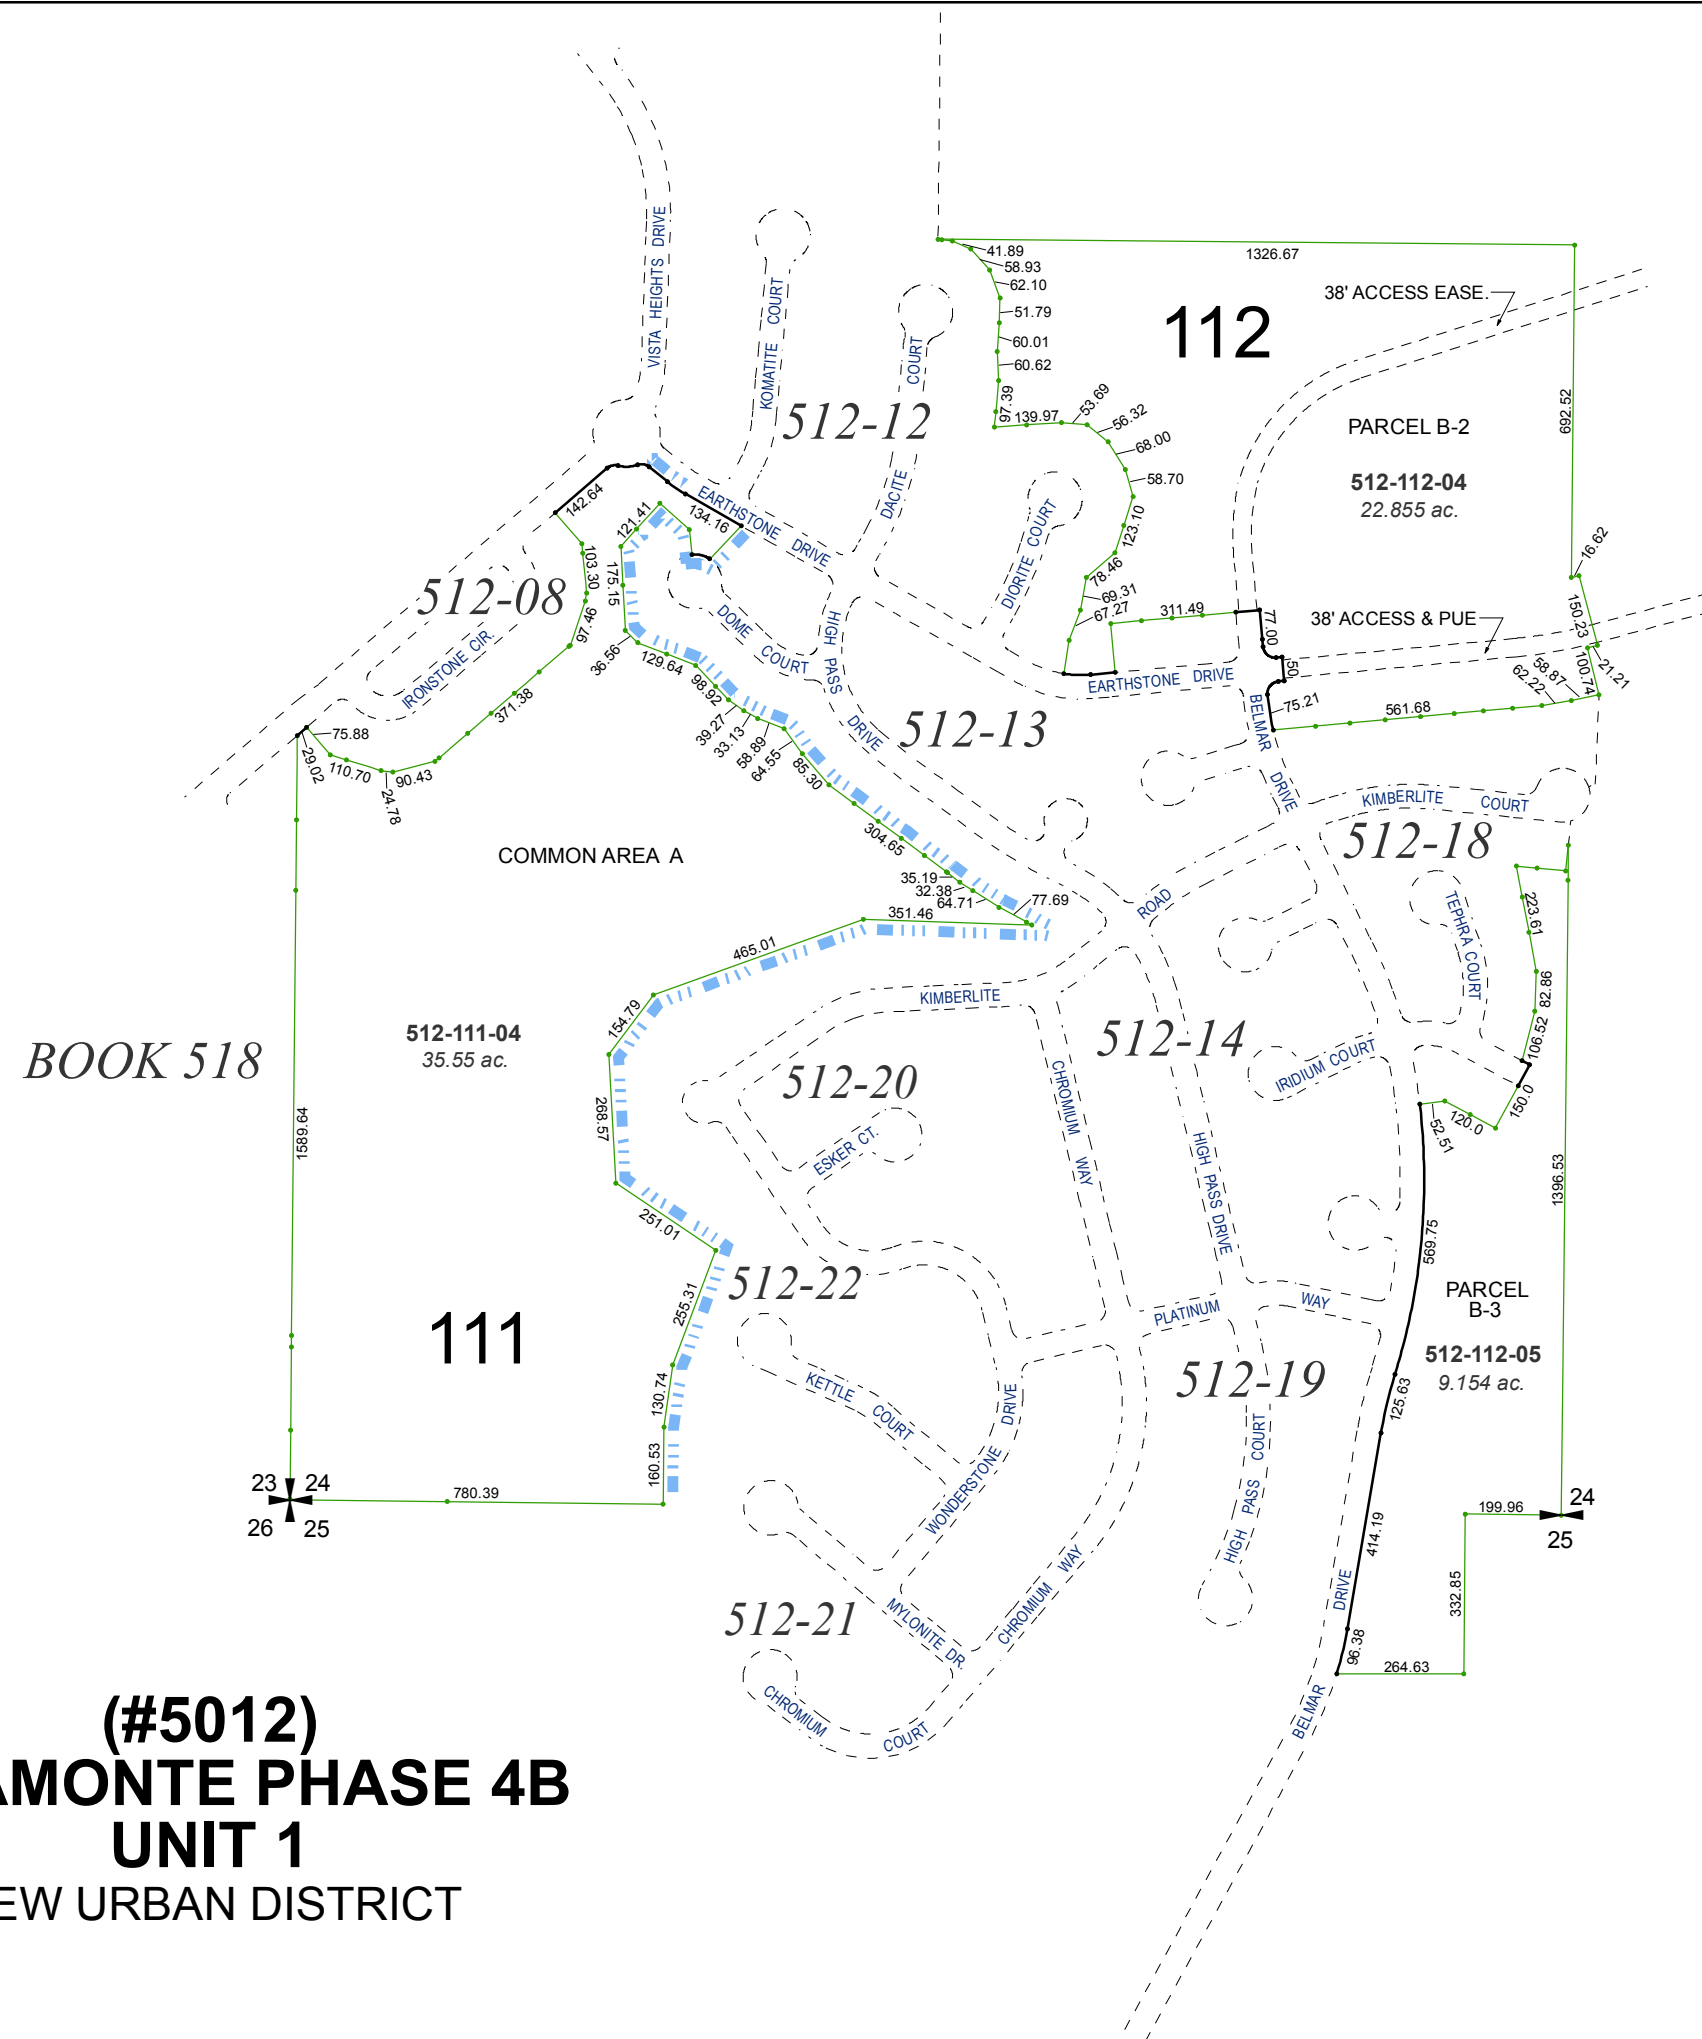 41.89
58.93
62.10
51.79
60.01
60.62
97.39
139.97
53.69
56.32
68.00
58.70
123.10
78.46
69.31
67.27
311.49
1326.67
38' ACCESS EASE.
112
PARCEL B-2
512-112-04
22.855 ac.
692.52
16.62
150.23
38' ACCESS & PUE
77.00
50
75.21
561.68
62.22
58.87
100.74
21.21
VISTA HEIGHTS DRIVE
KOMATITE COURT
COURT
DACITE
512-12
EARTHSTONE DRIVE
134.16
142.64
121.41
103.30
175.15
97.46
36.56
512-08
IRONSTONE CIR.
DOME COURT
HIGH PASS DRIVE
DIORITE COURT
EARTHSTONE DRIVE
BELMAR DRIVE
512-13
129.64
98.92
39.27
33.13
58.89
64.55
85.30
304.65
35.19
32.38
64.71
77.69
371.38
75.88
29.02
110.70
24.78
90.43
COMMON AREA A
351.46
465.01
154.79
KIMBERLITE COURT
512-18
ROAD
TEPHRA COURT
223.61
82.86
106.52
150.0
120.0
52.51
KIMBERLITE
BOOK 518
512-111-04
35.55 ac.
512-14
IRIDIUM COURT
512-20
ESKER CT.
CHROMIUM WAY
HIGH PASS DRIVE
1589.64
268.57
251.01
1396.53
569.75
512-22
255.31
111
PARCEL
B-3
512-112-05
9.154 ac.
PLATINUM WAY
512-19
125.63
KETTLE COURT
WONDERSTONE DRIVE
HIGH PASS COURT
130.74
160.53
780.39
23 24
26 25
199.96
24
25
414.19
332.85
MYLONITE DR.
CHROMIUM WAY
512-21
DRIVE
96.38
264.63
BELMAR
CHROMIUM COURT
(#5012)
AMONTE PHASE 4B
UNIT 1
EW URBAN DISTRICT